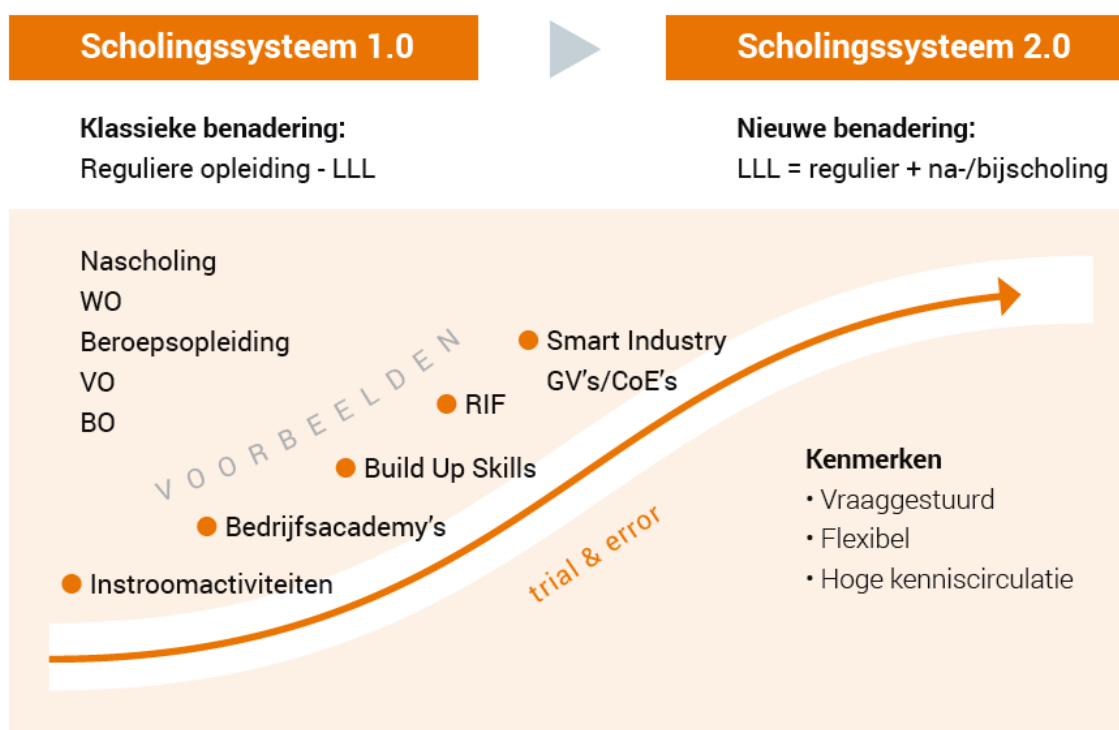 Scholingssysteem 1.0
Scholingssysteem 2.0
Klassieke benadering:
Reguliere opleiding - LLL
Nieuwe benadering:
LLL = regulier + na-/bijscholing
Nascholing
WO
Beroepsopleiding
VO
BO
VOORBEELDEN
Smart Industry
GV's/CoE's
RIF
Build Up Skills
Bedrijfsacademy's
Instroomactiviteiten
trial & error
Kenmerken
• Vraaggestuurd
• Flexibel
• Hoge kenniscirculatie